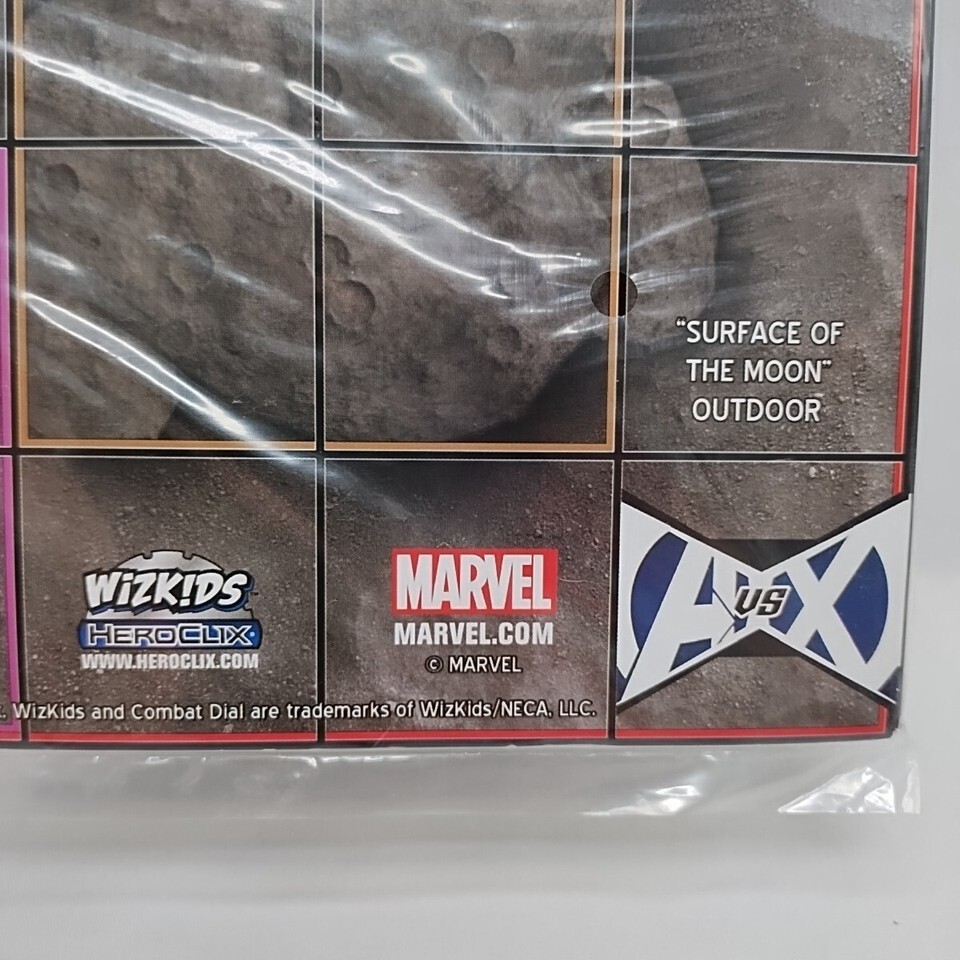 "SURFACE OF
THE MOON"
OUTDOOR
WIZKIDS
HEROCLIX
WWW.HEROCLIX.COM
MARVEL
MARVEL.COM
© MARVEL
A VS X
. WizKids and Combat Dial are trademarks of WizKids/NECA, LLC.